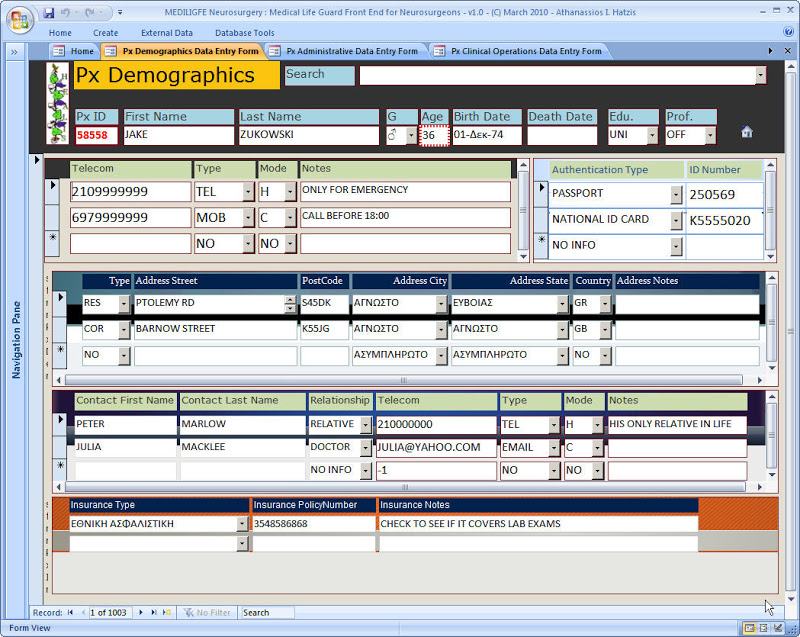 MEDILIGFE Neurosurgery : Medical Life Guard Front End for Neurosurgeons - v1.0 - (C) March 2010 - Athanassios I. Hatzis
Home Create External Data Database Tools
Home Px Demographics Data Entry Form Px Administrative Data Entry Form Px Clinical Operations Data Entry Form
Px Demographics Search
Px ID First Name Last Name G Age Birth Date Death Date Edu. Prof.
58558 JAKE ZUKOWSKI ♂ 36 01-Δεκ-74 UNI OFF
Telecom Type Mode Notes
2109999999 TEL H ONLY FOR EMERGENCY
6979999999 MOB C CALL BEFORE 18:00
NO NO
Authentication Type ID Number
PASSPORT 250569
NATIONAL ID CARD K5555020
NO INFO
Type Address Street PostCode Address City Address State Country Address Notes
RES PTOLEMY RD S45DK ΑΓΝΩΣΤΟ ΕΥΒΟΙΑΣ GR
COR BARNOW STREET K55JG ΑΓΝΩΣΤΟ ΑΓΝΩΣΤΟ GB
NO ΑΣΥΜΠΛΗΡΩΤΟ ΑΣΥΜΠΛΗΡΩΤΟ NO
Contact First Name Contact Last Name Relationship Telecom Type Mode Notes
PETER MARLOW RELATIVE 210000000 TEL H HIS ONLY RELATIVE IN LIFE
JULIA MACKLEE DOCTOR JULIA@YAHOO.COM EMAIL C
NO INFO -1 NO NO
Insurance Type Insurance PolicyNumber Insurance Notes
ΕΘΝΙΚΗ ΑΣΦΑΛΙΣΤΙΚΗ 3548586868 CHECK TO SEE IF IT COVERS LAB EXAMS
Navigation Pane
Record: 1 of 1003 No Filter Search
Form View